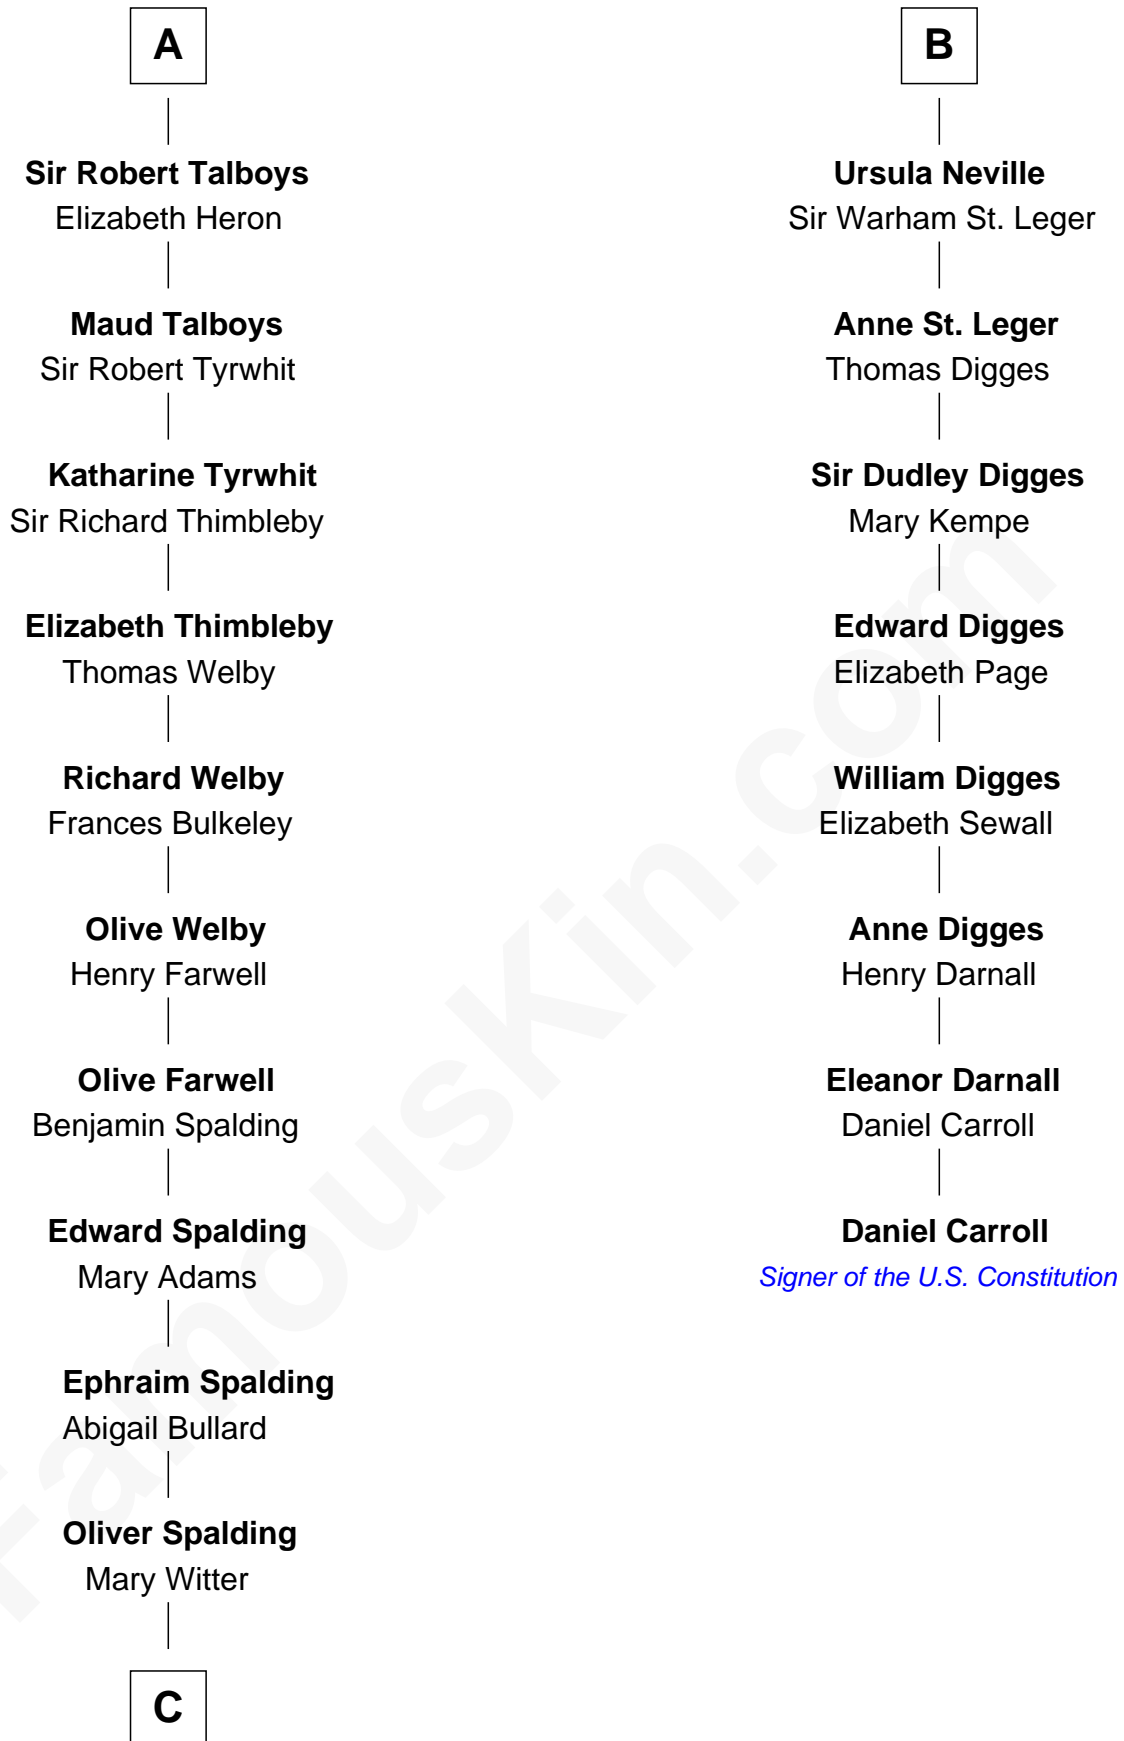 A
Sir Robert Talboys
Elizabeth Heron
Maud Talboys
Sir Robert Tyrwhit
Katharine Tyrwhit
Sir Richard Thimbleby
Elizabeth Thimbleby
Thomas Welby
Richard Welby
Frances Bulkeley
Olive Welby
Henry Farwell
Olive Farwell
Benjamin Spalding
Edward Spalding
Mary Adams
Ephraim Spalding
Abigail Bullard
Oliver Spalding
Mary Witter
C
B
Ursula Neville
Sir Warham St. Leger
Anne St. Leger
Thomas Digges
Sir Dudley Digges
Mary Kempe
Edward Digges
Elizabeth Page
William Digges
Elizabeth Sewall
Anne Digges
Henry Darnall
Eleanor Darnall
Daniel Carroll
Daniel Carroll
Signer of the U.S. Constitution
FamousKin.com